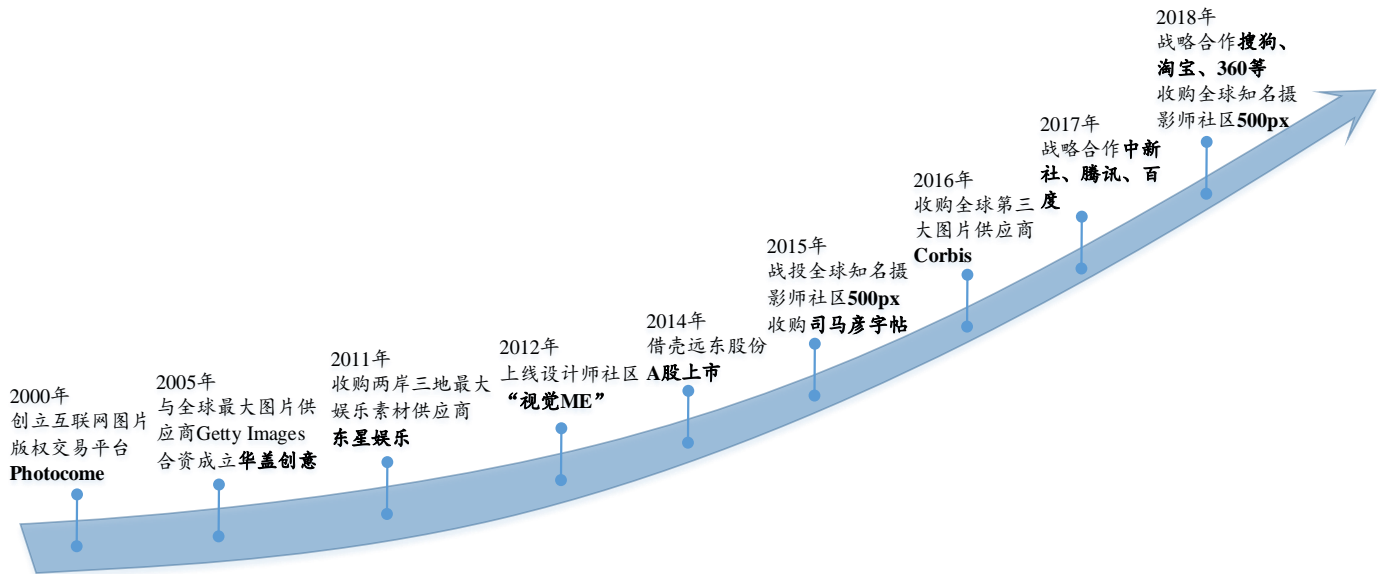 2000年
创立互联网图片
版权交易平台
Photocome
2005年
与全球最大图片供
应商Getty Images
合资成立华盖创意
2011年
收购两岸三地最大
娱乐素材供应商
东星娱乐
2012年
上线设计师社区
“视觉ME”
2014年
借壳远东股份
A股上市
2015年
战投全球知名摄
影师社区500px
收购司马彦字帖
2016年
收购全球第三
大图片供应商
Corbis
2017年
战略合作中新
社、腾讯、百
度
2018年
战略合作搜狗、
淘宝、360等
收购全球知名摄
影师社区500px